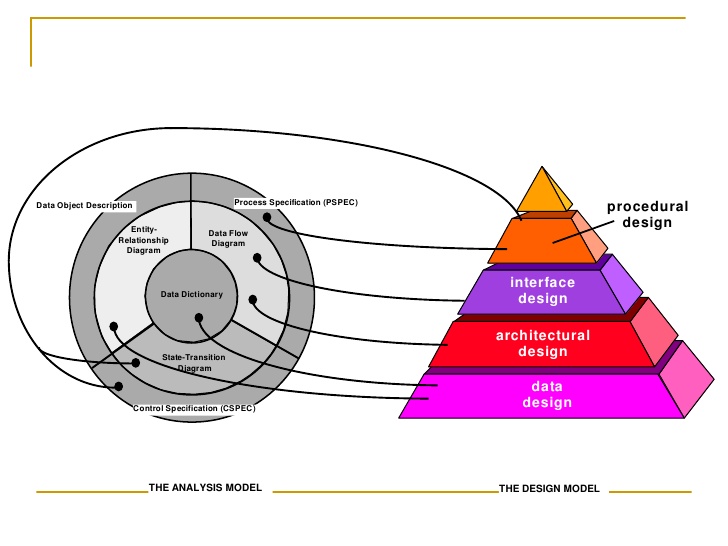 Data Object Description
Process Specification (PSPEC)
Entity-
Relationship
Diagram
Data Flow
Diagram
Data Dictionary
State-Transition
Diagram
Control Specification (CSPEC)
procedural
design
interface
design
architectural
design
data
design
THE ANALYSIS MODEL
THE DESIGN MODEL